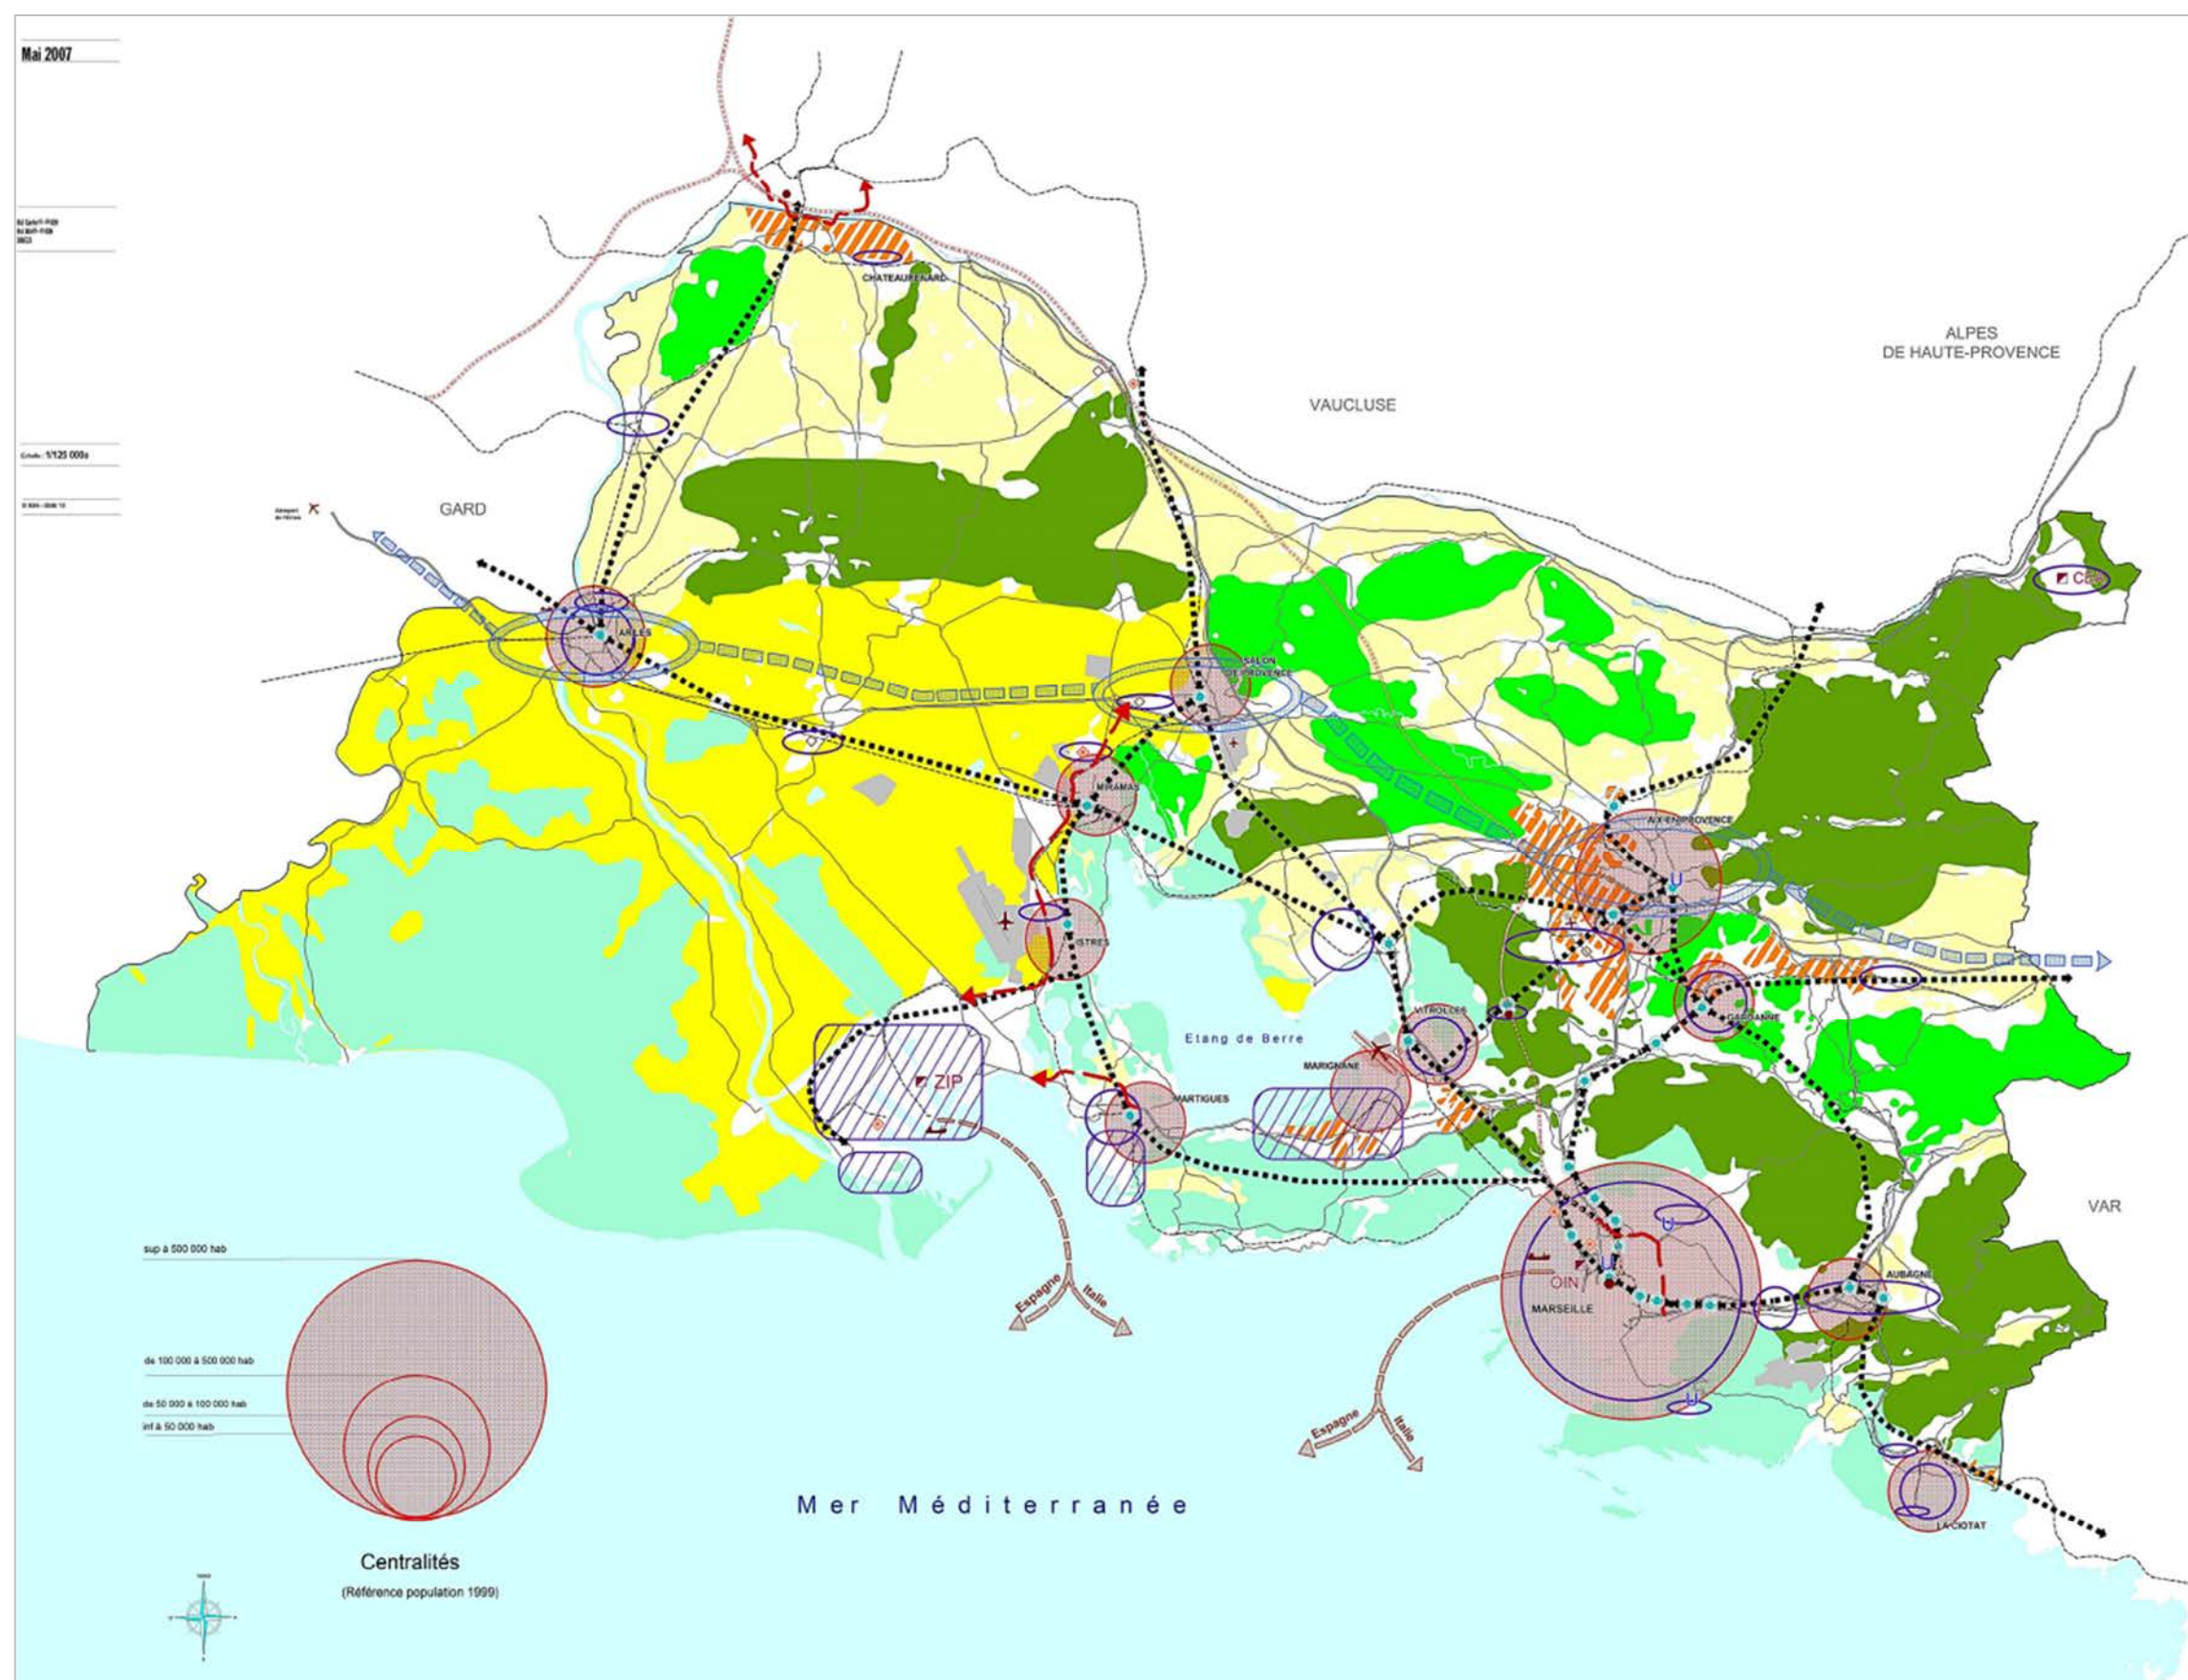 Mai 2007
CHATEAURENARD
ALPES
DE HAUTE-PROVENCE
VAUCLUSE
1/125 000e
GARD
ARLES
SALON
DE PROVENCE
MIRAMAS
AIX-EN-PROVENCE
U
ISTRES
GARDANNE
VITROLLES
Etang de Berre
MARIGNANE
ZIP
MARTIGUES
VAR
U
U
OIN
MARSEILLE
AUBAGNE
Espagne
Italie
U
Espagne
Italie
LA CIOTAT
sup à 500 000 hab
de 100 000 à 500 000 hab
de 50 000 à 100 000 hab
inf à 50 000 hab
Mer Méditerranée
Centralités
(Référence population 1999)